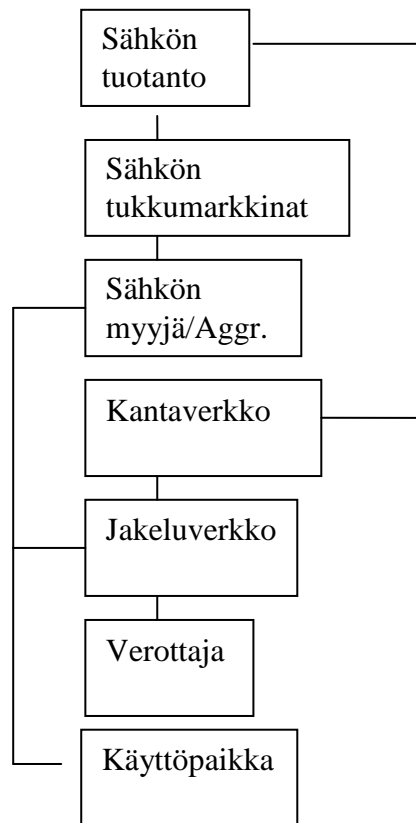 Sähkön
tuotanto
Sähkön
tukkumarkkinat
Sähkön
myyjä/Aggr.
Kantaverkko
Jakeluverkko
Verottaja
Käyttöpaikka